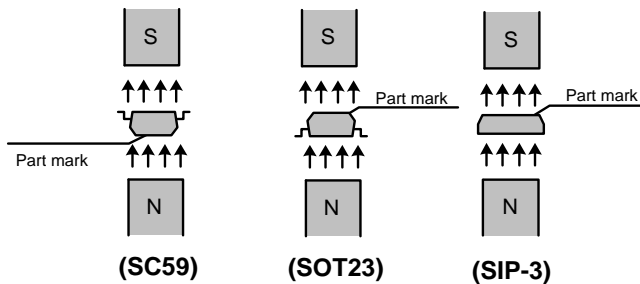 S S S
Part mark Part mark
Part mark
N N N
(SC59) (SOT23) (SIP-3)